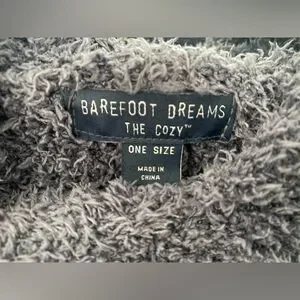 BAREFOOT DREAMS
THE COZY™
ONE SIZE
MADE IN
CHINA